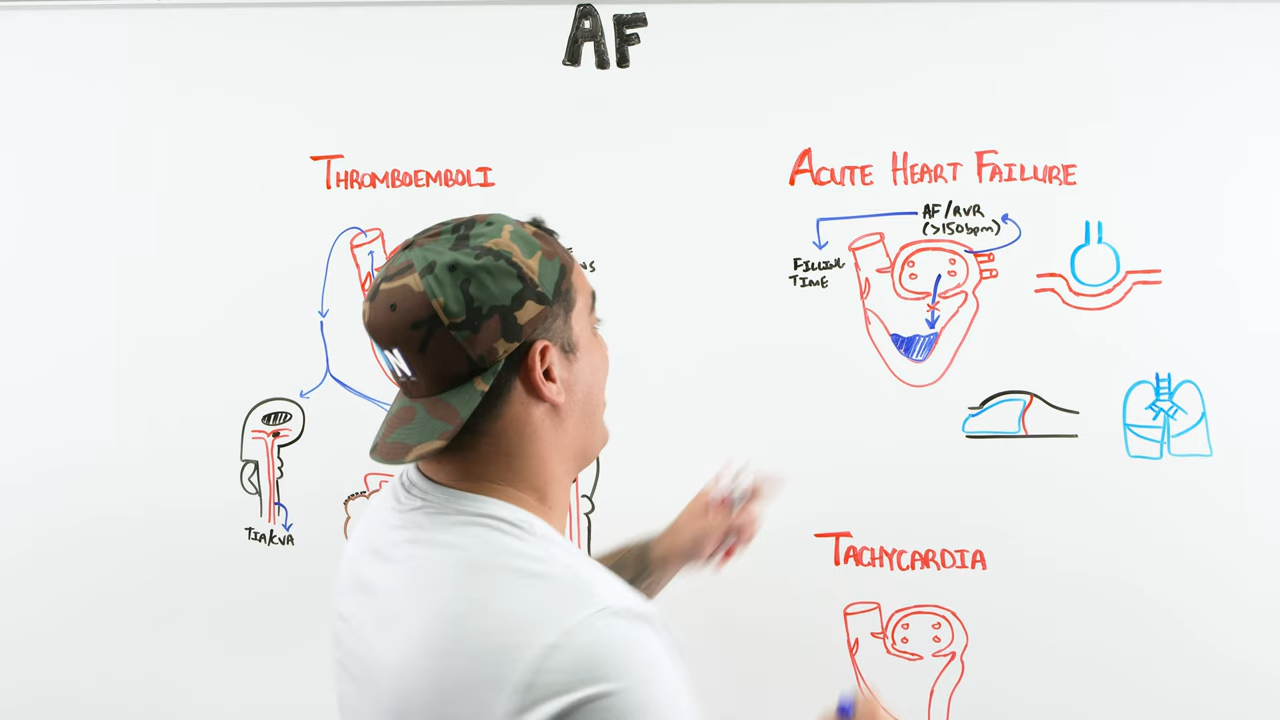 AF
THROMBOEMBOLI
ACUTE HEART FAILURE
AF/RVR
(>150bpm)
FILLING
TIME
TIA/CVA
TACHYCARDIA
N